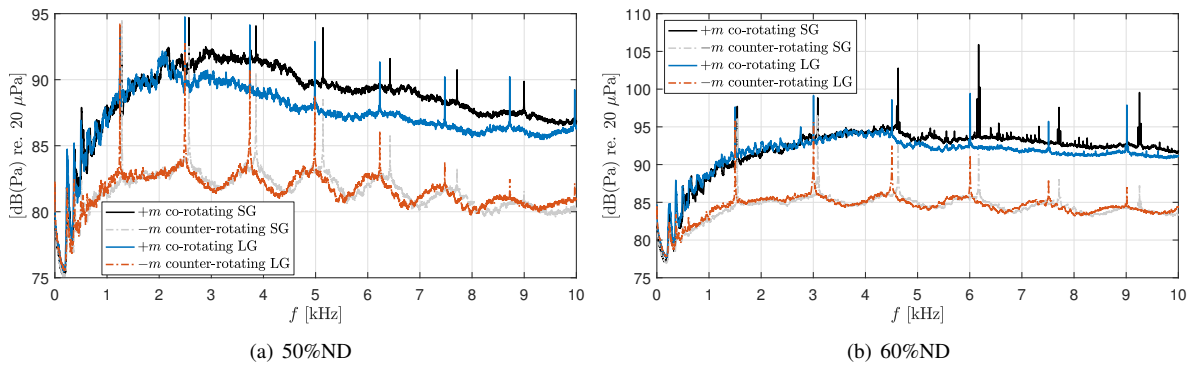 95
90
85
80
75
[dB(Pa) re. 20 μPa]
+m co-rotating SG
−m counter-rotating SG
+m co-rotating LG
−m counter-rotating LG
0 1 2 3 4 5 6 7 8 9 10
f [kHz]
(a) 50%ND
110
105
100
95
90
85
80
75
[dB(Pa) re. 20 μPa]
+m co-rotating SG
−m counter-rotating SG
+m co-rotating LG
−m counter-rotating LG
0 1 2 3 4 5 6 7 8 9 10
f [kHz]
(b) 60%ND